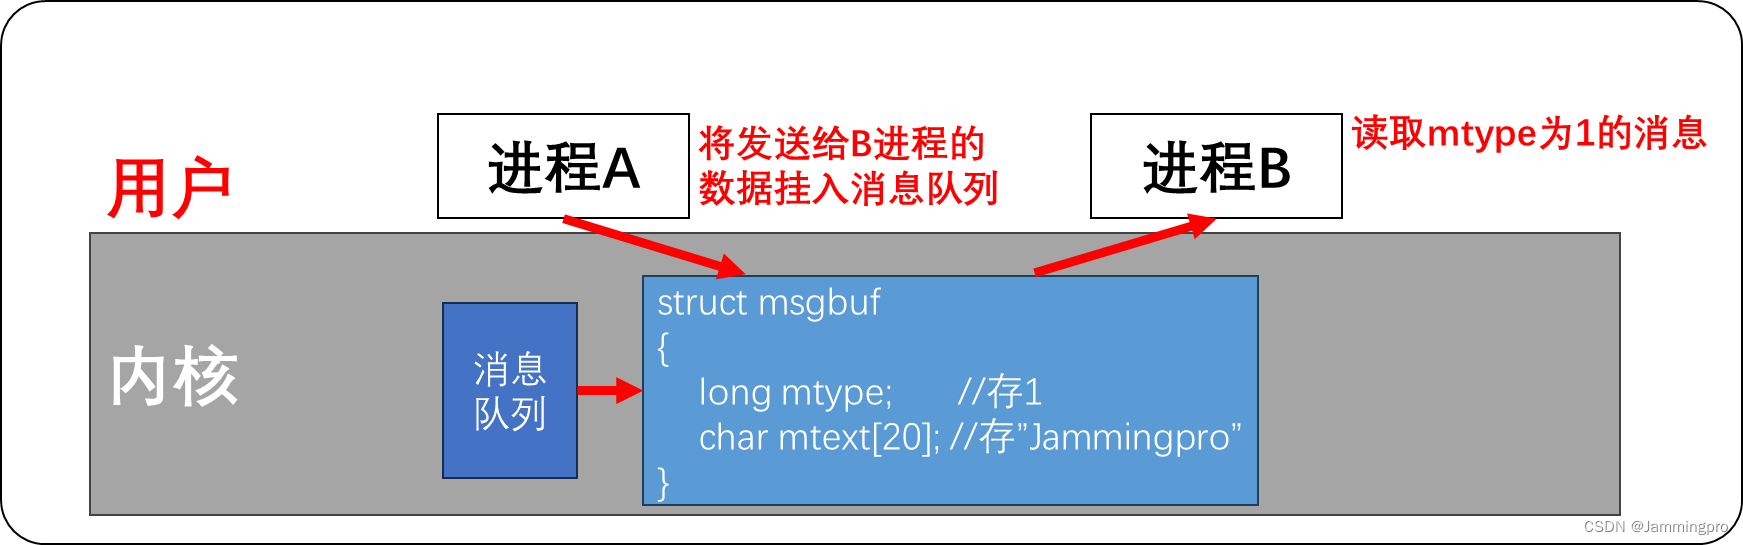 进程A
将发送给B进程的
数据挂入消息队列
进程B
读取mtype为1的消息
用户
内核
消息
队列
struct msgbuf
{
long mtype; //存1
char mtext[20]; //存”Jammingpro”
}
CSDN @Jammingpro